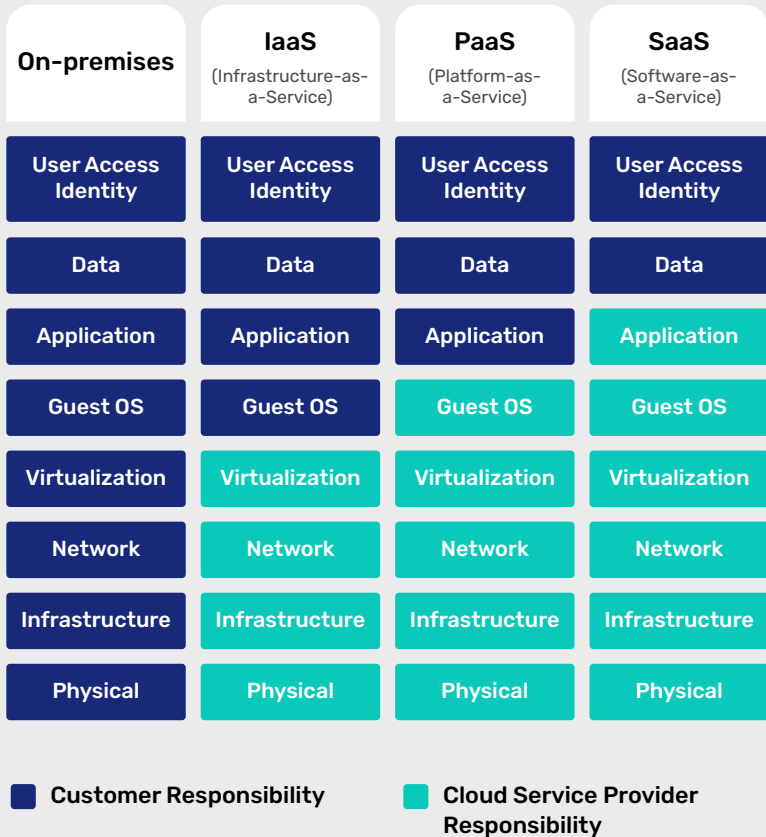 On-premises
IaaS
(Infrastructure-as-
a-Service)
PaaS
(Platform-as-
a-Service)
SaaS
(Software-as-
a-Service)
User Access
Identity
User Access
Identity
User Access
Identity
User Access
Identity
Data
Data
Data
Data
Application
Application
Application
Application
Guest OS
Guest OS
Guest OS
Guest OS
Virtualization
Virtualization
Virtualization
Virtualization
Network
Network
Network
Network
Infrastructure
Infrastructure
Infrastructure
Infrastructure
Physical
Physical
Physical
Physical
Customer Responsibility
Cloud Service Provider
Responsibility